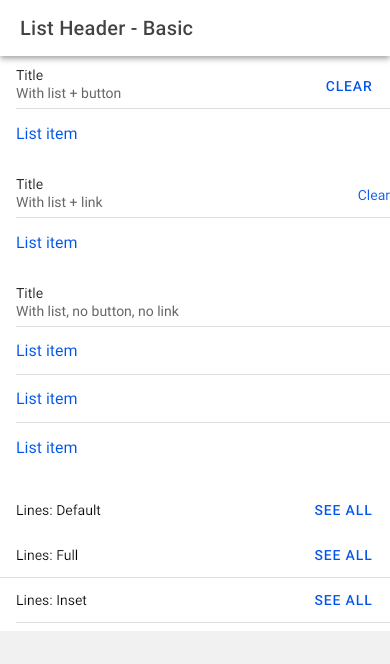 List Header - Basic
Title
With list + button
CLEAR
List item
Title
With list + link
Clear
List item
Title
With list, no button, no link
List item
List item
List item
Lines: Default
SEE ALL
Lines: Full
SEE ALL
Lines: Inset
SEE ALL